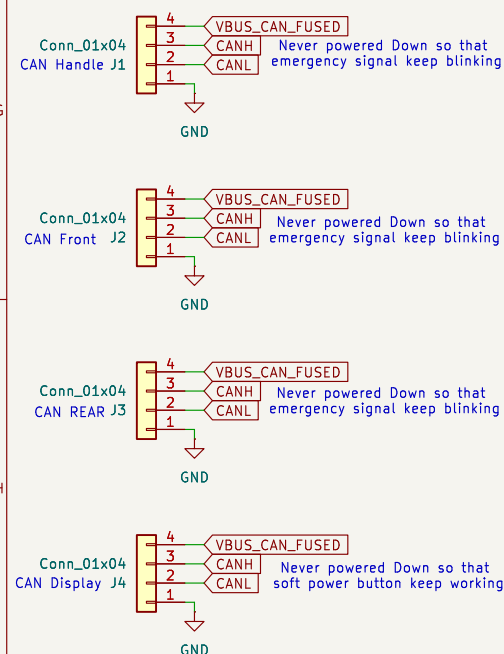 4 VBUS_CAN_FUSED
Conn_01x04 3 CANH Never powered Down so that
CAN Handle J1 2 CANL emergency signal keep blinking
1
GND
4 VBUS_CAN_FUSED
Conn_01x04 3 CANH Never powered Down so that
CAN Front J2 2 CANL emergency signal keep blinking
1
GND
4 VBUS_CAN_FUSED
Conn_01x04 3 CANH Never powered Down so that
CAN REAR J3 2 CANL emergency signal keep blinking
1
GND
4 VBUS_CAN_FUSED
Conn_01x04 3 CANH Never powered Down so that
CAN Display J4 2 CANL soft power button keep working
1
GND